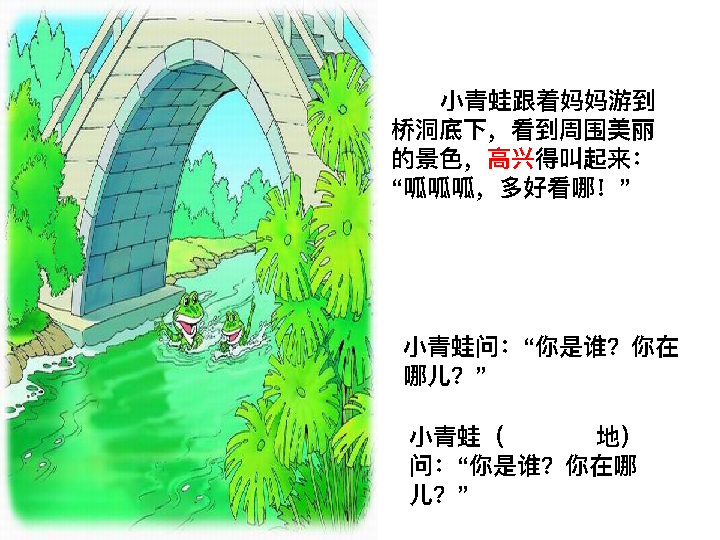 小青蛙跟着妈妈游到
桥洞底下，看到周围美丽
的景色，高兴得叫起来：
“呱呱呱，多好看哪！”
小青蛙问：“你是谁？你在
哪儿？”
小青蛙（ 地）
问：“你是谁？你在哪
儿？”